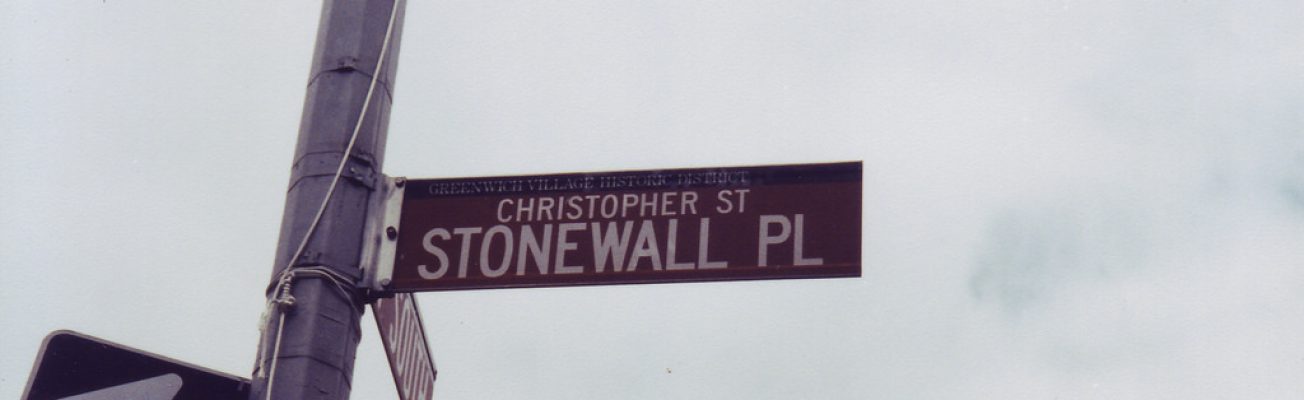 GREENWICH VILLAGE HISTORIC DISTRICT
CHRISTOPHER ST
STONEWALL PL